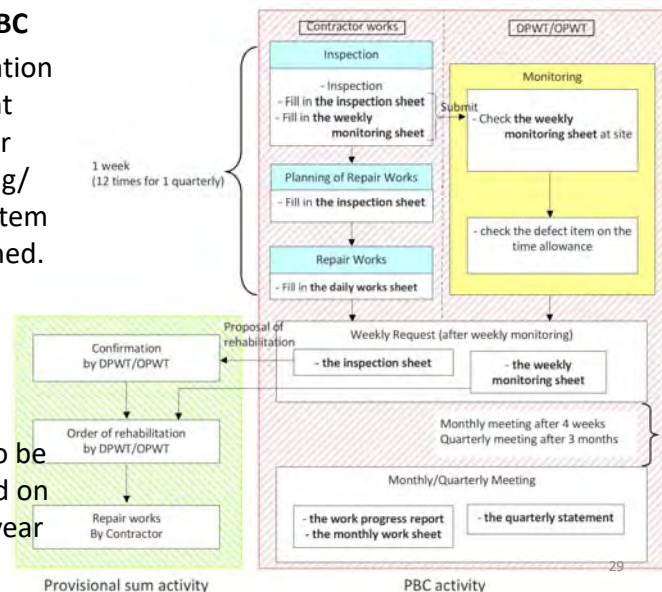 BC
ation
nt
r
g/
tem
ned.
o be
d on
year
Contractor works
DPWT/OPWT
1 week
(12 times for 1 quarterly)
Inspection
- Inspection
- Fill in the inspection sheet
- Fill in the weekly
monitoring sheet
Submit
Monitoring
- Check the weekly
monitoring sheet at site
- check the defect item on the
time allowance
Planning of Repair Works
- Fill in the inspection sheet
Repair Works
- Fill in the daily works sheet
Proposal of
rehabilitation
Weekly Request (after weekly monitoring)
- the inspection sheet
- the weekly
monitoring sheet
Confirmation
by DPWT/OPWT
Order of rehabilitation
by DPWT/OPWT
Repair works
By Contractor
Monthly meeting after 4 weeks
Quarterly meeting after 3 months
Monthly/Quarterly Meeting
- the work progress report
- the monthly work sheet
- the quarterly statement
29
Provisional sum activity
PBC activity